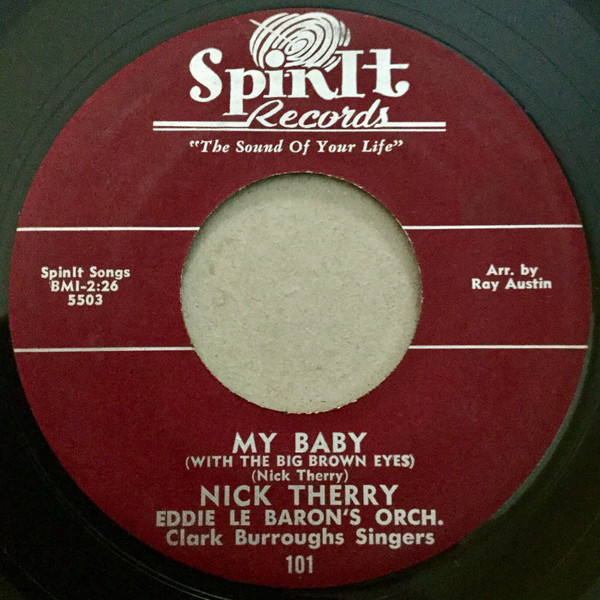 SpinIt
Records
"The Sound Of Your Life"
SpinIt Songs
BMI-2:26
5503
Arr. by
Ray Austin
MY BABY
(WITH THE BIG BROWN EYES)
(Nick Therry)
NICK THERRY
EDDIE LE BARON'S ORCH.
Clark Burroughs Singers
101